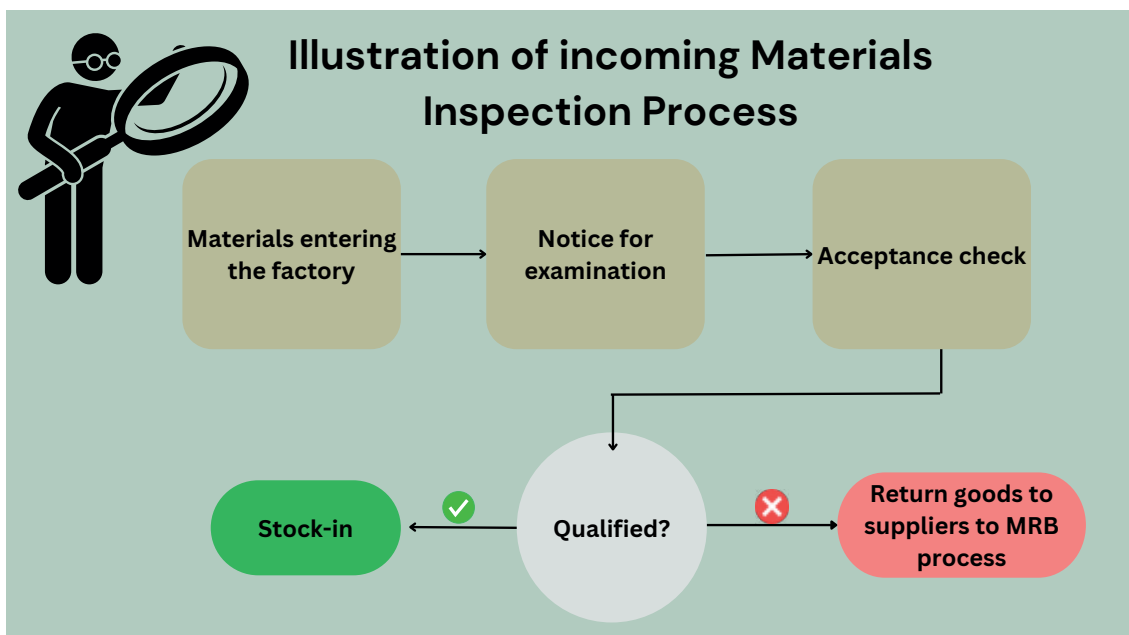 Illustration of incoming Materials
Inspection Process
Materials entering
the factory
Notice for
examination
Acceptance check
Stock-in
Qualified?
Return goods to
suppliers to MRB
process